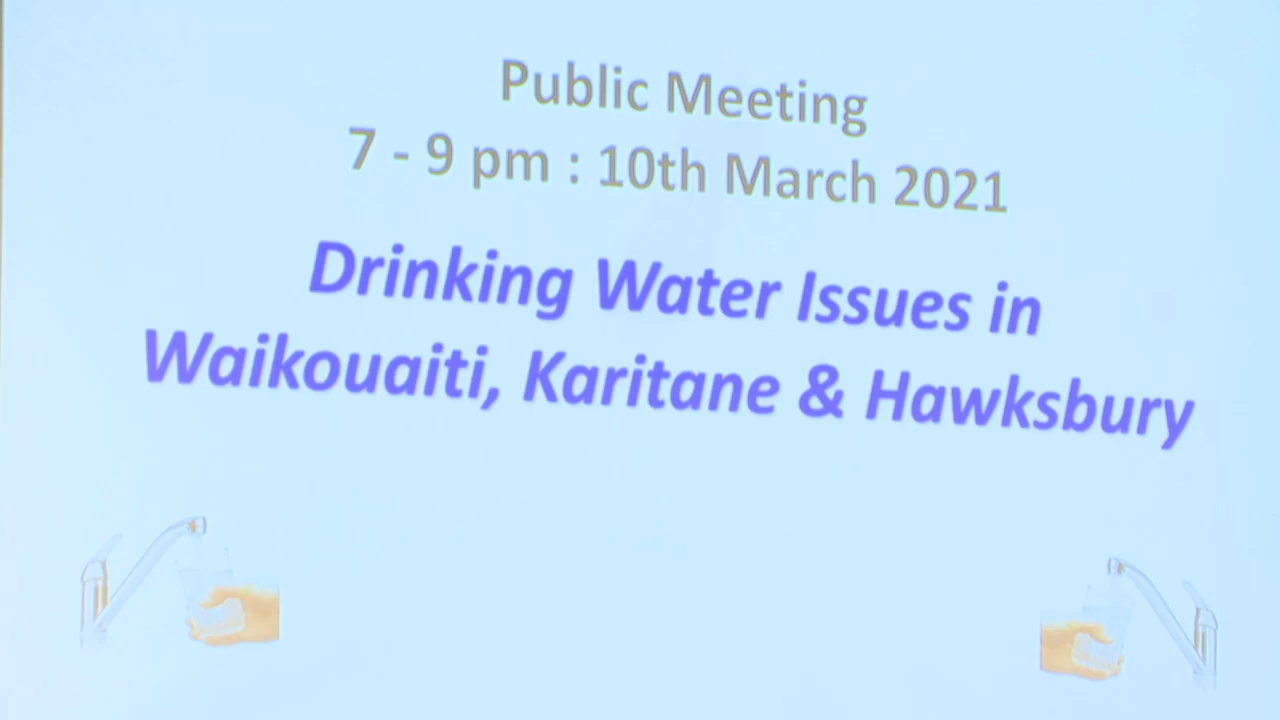 Public Meeting
7 - 9 pm : 10th March 2021
Drinking Water Issues in
Waikouaiti, Karitane & Hawksbury